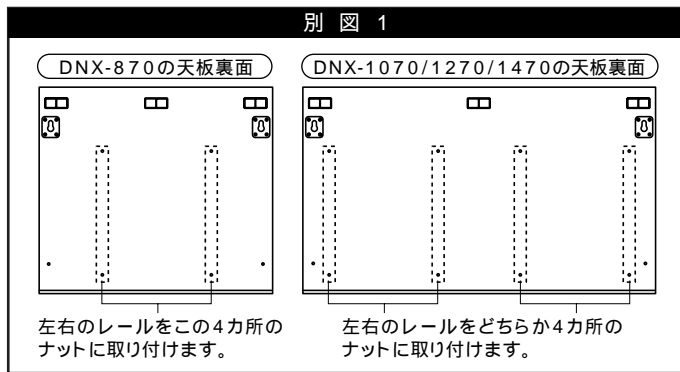 別図1
DNX-870の天板裏面
DNX-1070/1270/1470の天板裏面
左右のレールをこの4カ所の
ナットに取り付けます。
左右のレールをどちらか4カ所の
ナットに取り付けます。